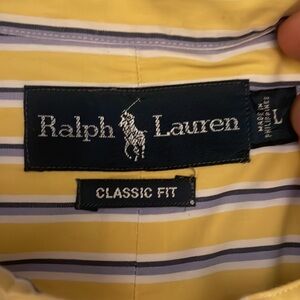 Ralph Lauren
CLASSIC FIT
L
MADE IN
PHILIPPINES